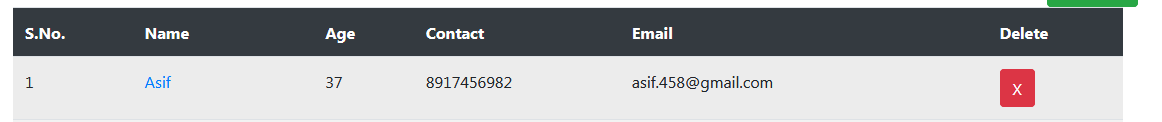 S.No. Name Age Contact Email Delete
1 Asif 37 8917456982 asif.458@gmail.com X